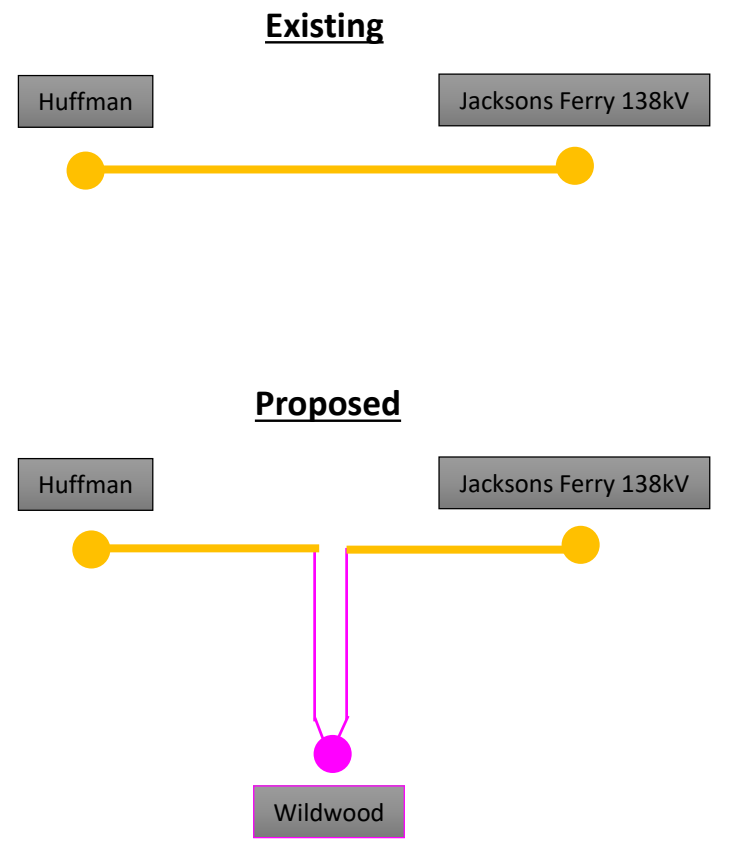 Existing
Huffman
Jacksons Ferry 138kV
Proposed
Huffman
Jacksons Ferry 138kV
Wildwood